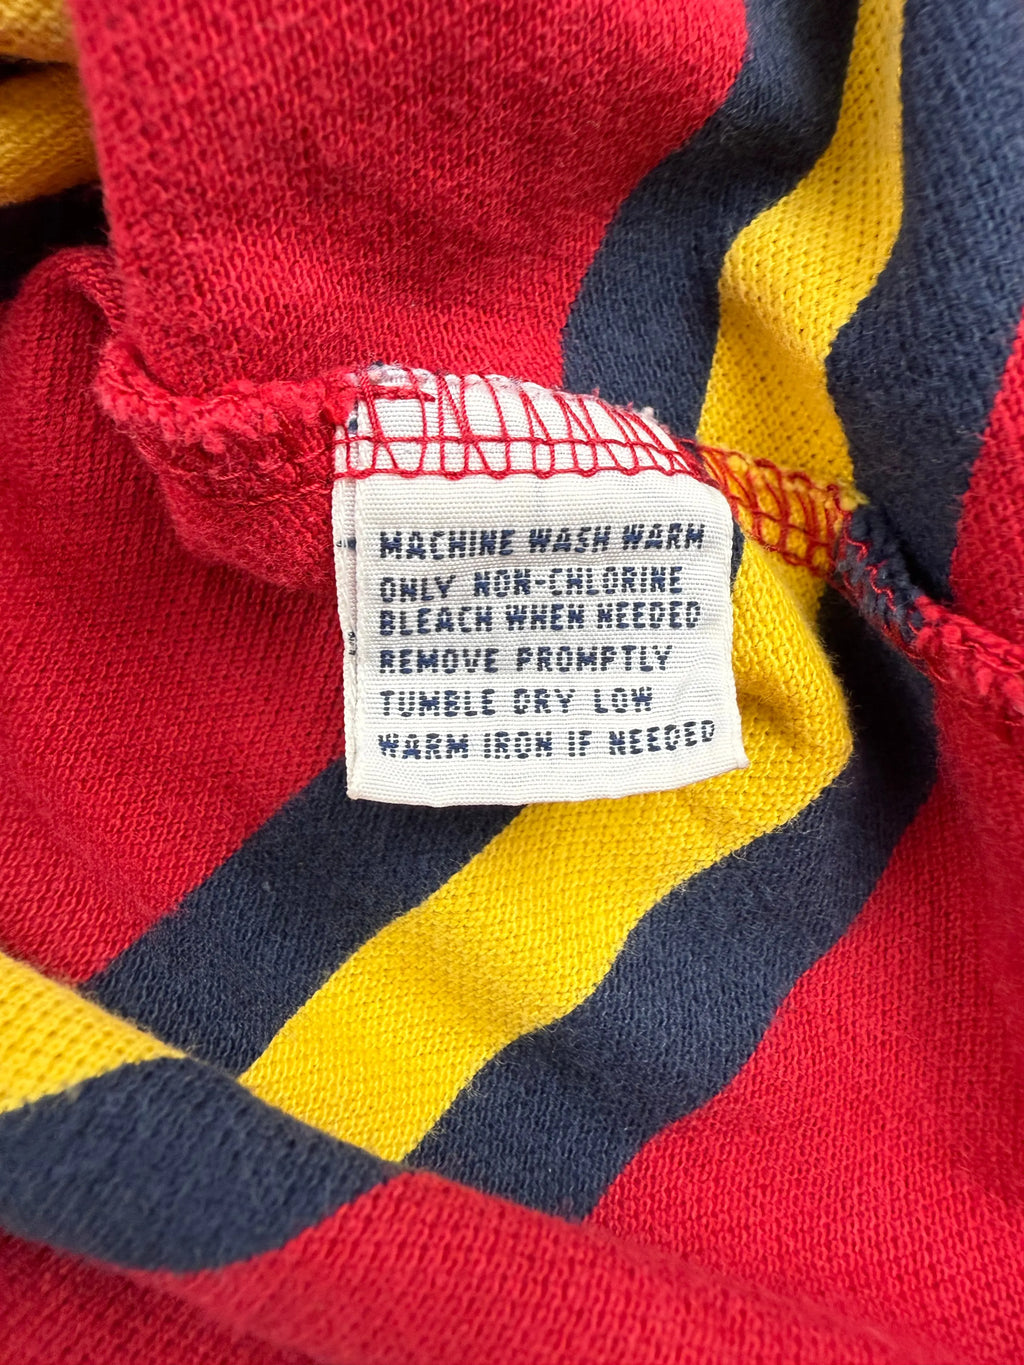 MACHINE WASH WARM
ONLY NON-CHLORINE
BLEACH WHEN NEEDED
REMOVE PROMPTLY
TUMBLE DRY LOW
WARM IRON IF NEEDED